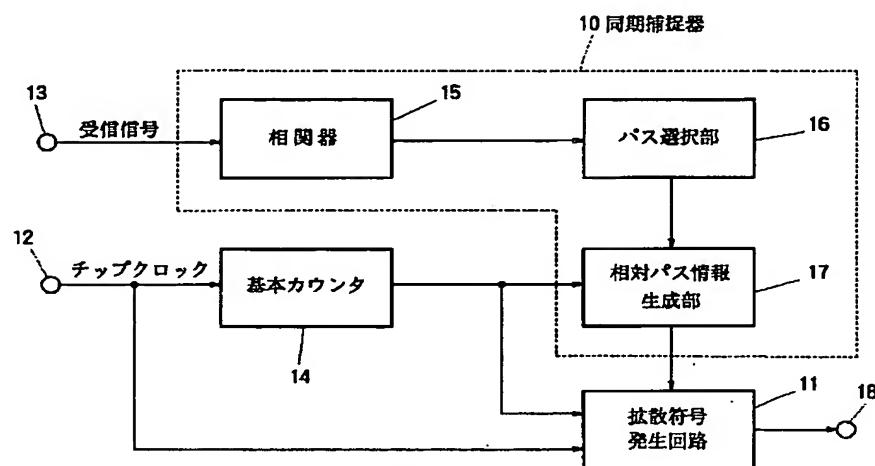 10 同期捕捉器
13
受信信号
相関器
15
パス選択部
16
12
チップクロック
基本カウンタ
14
相対パス情報
生成部
17
拡散符号
発生回路
11
18